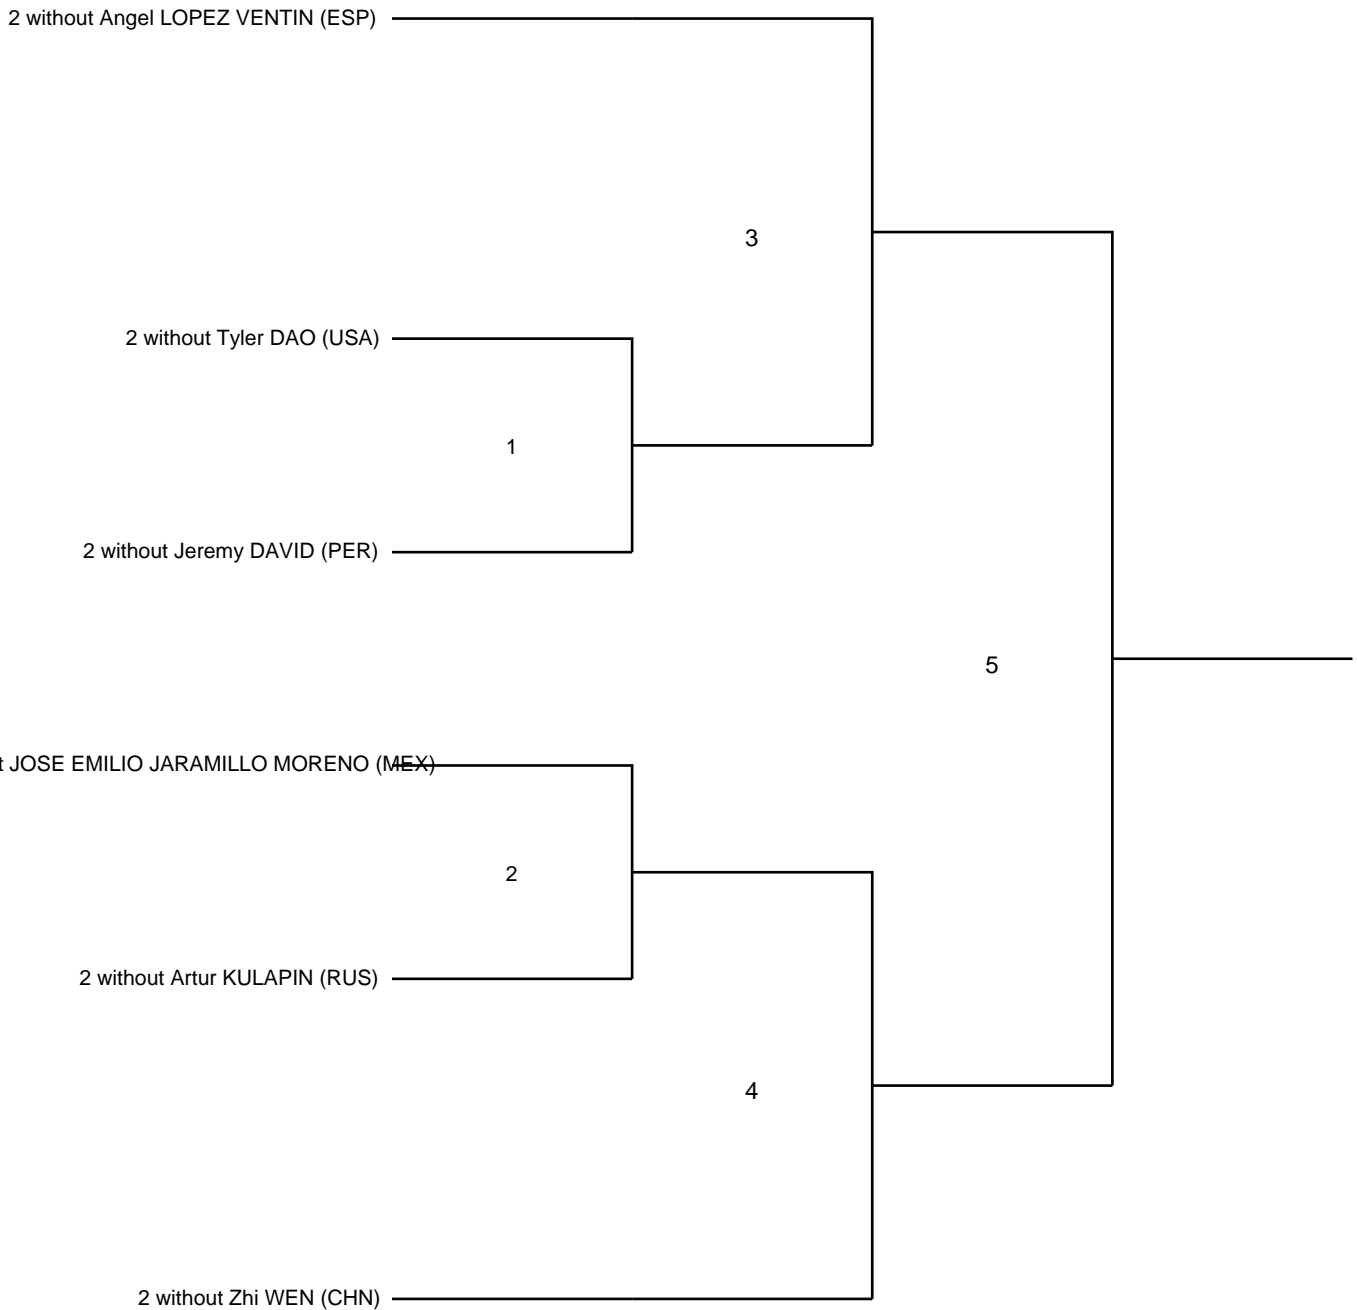 2 without Angel LOPEZ VENTIN (ESP)
3
2 without Tyler DAO (USA)
1
2 without Jeremy DAVID (PER)
5
t JOSE EMILIO JARAMILLO MORENO (MEX)
2
2 without Artur KULAPIN (RUS)
4
2 without Zhi WEN (CHN)